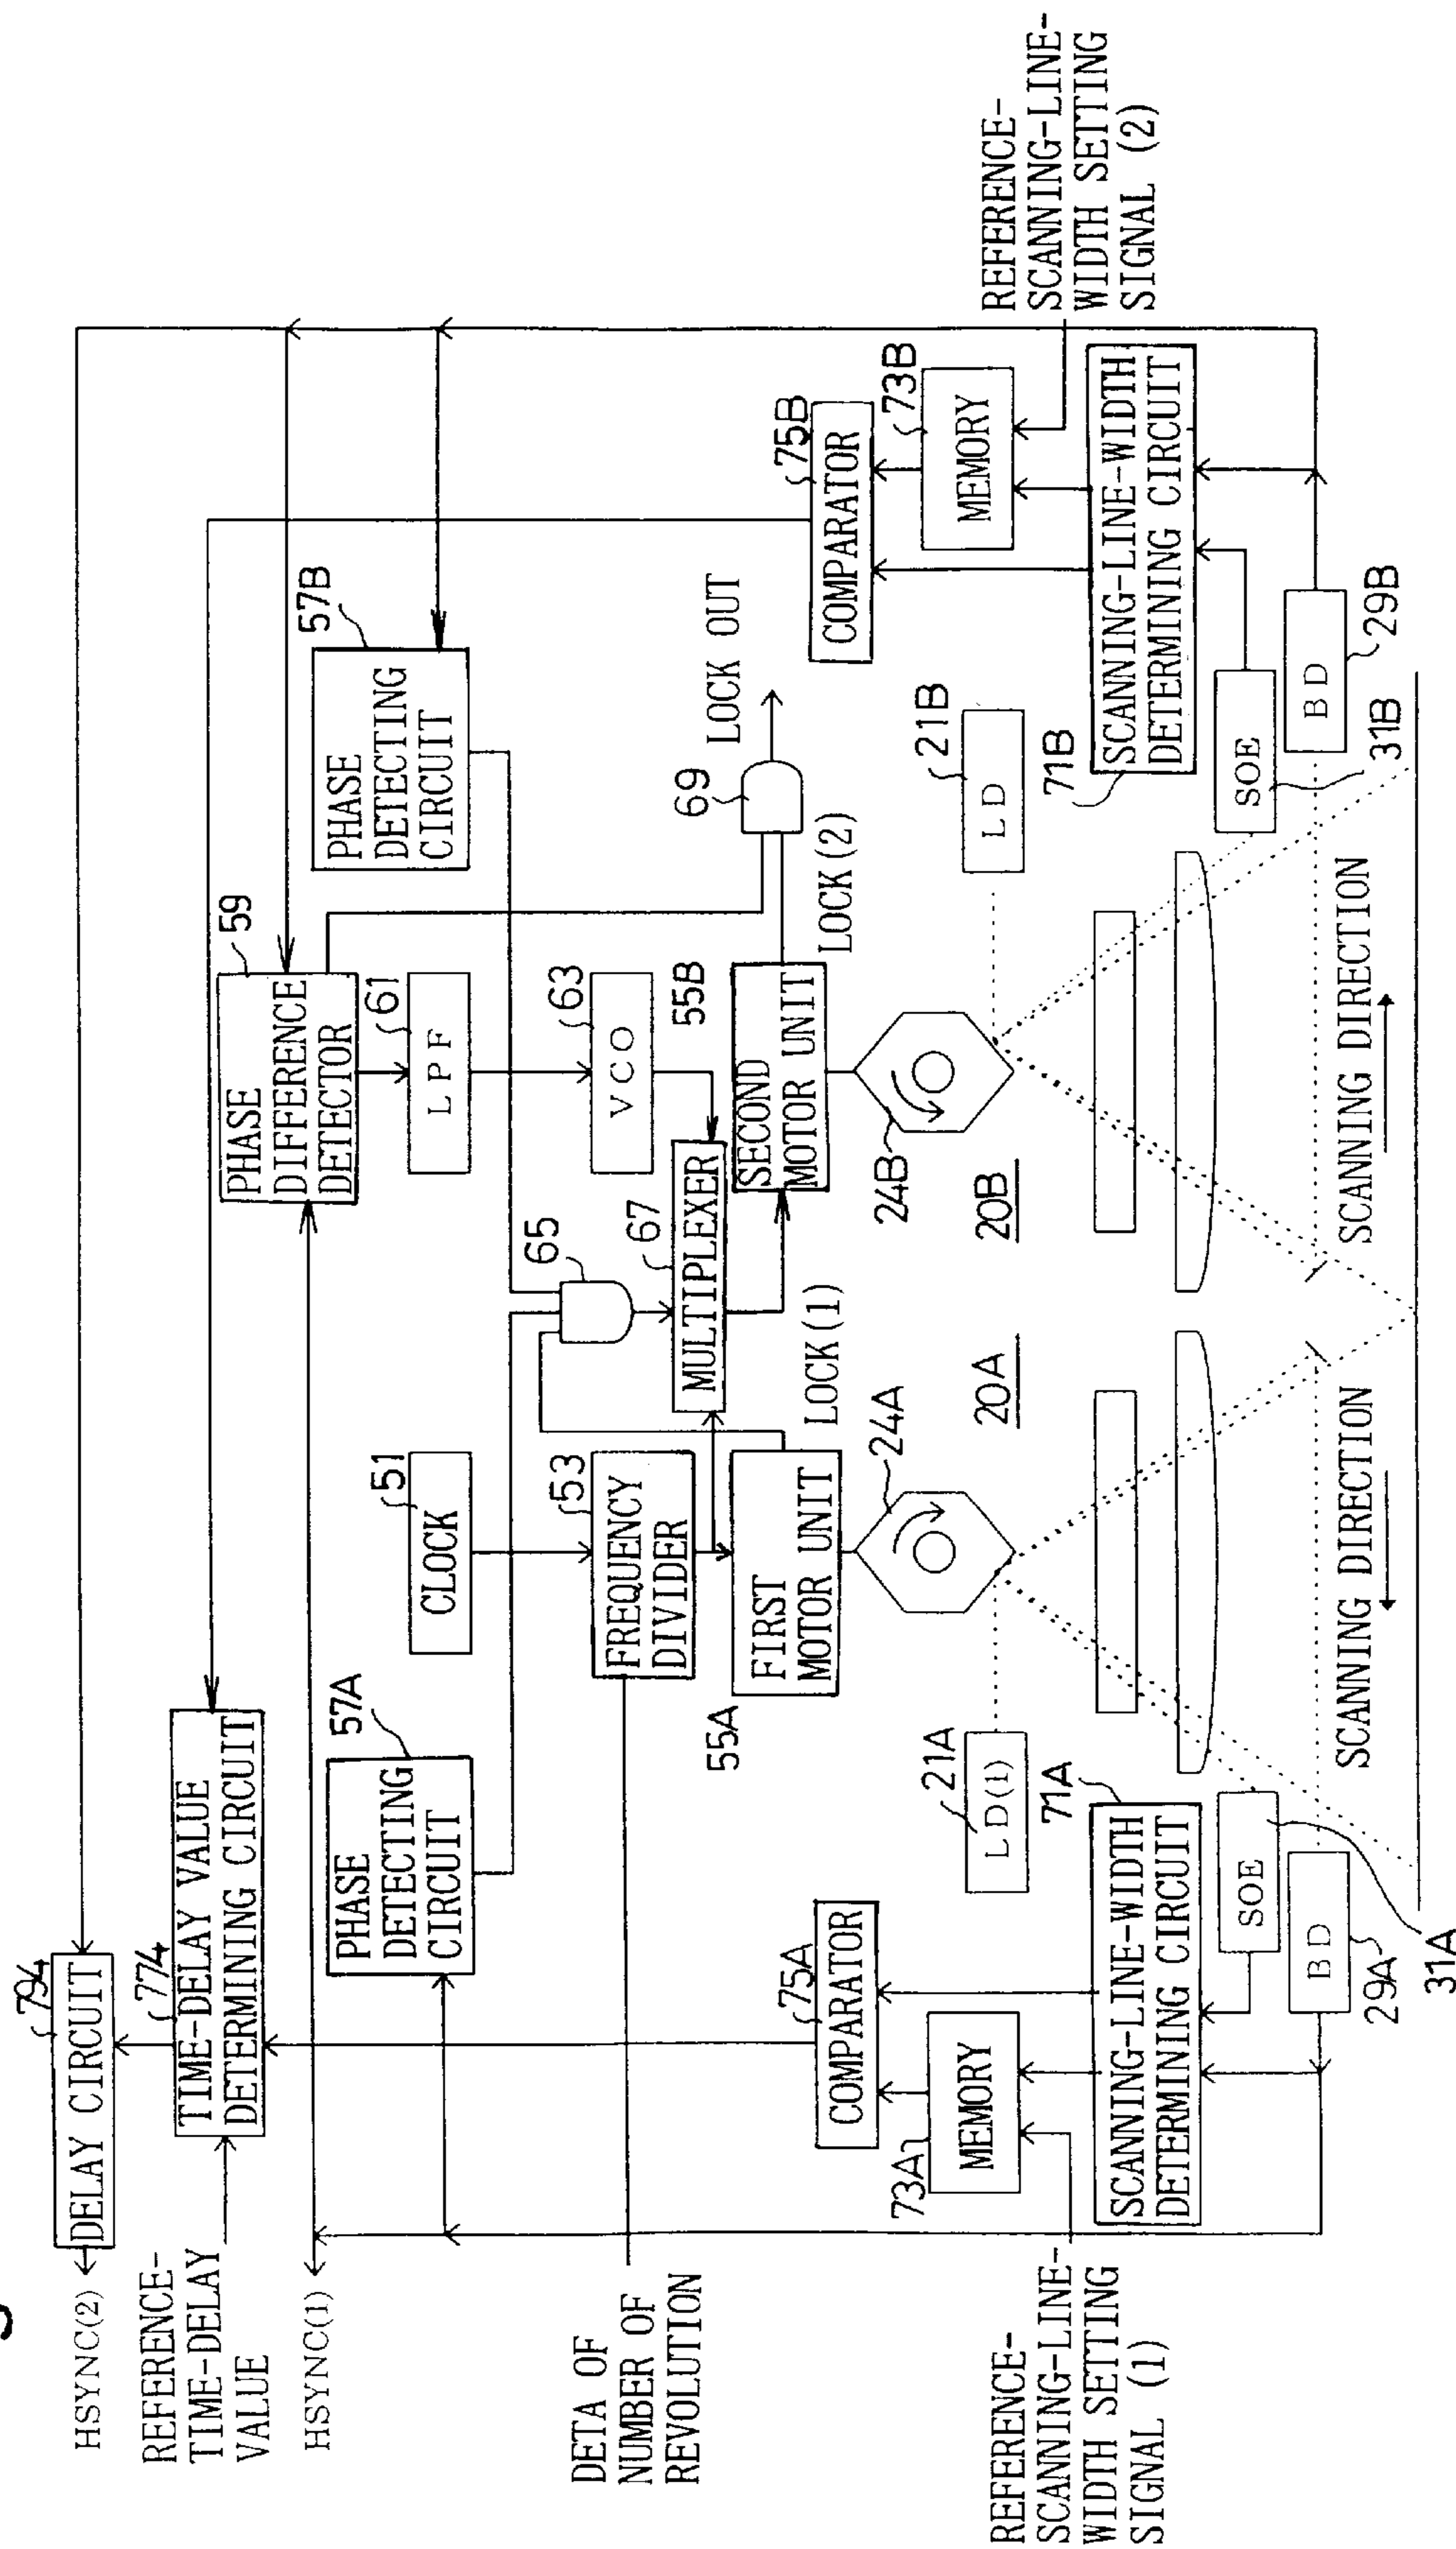 HSYNC(2)
DELAY CIRCUIT
794
REFERENCE-
TIME-DELAY
VALUE
TIME-DELAY VALUE
DETERMINING CIRCUIT
774
HSYNC(1)
PHASE
DETECTING
CIRCUIT
57A
CLOCK
51
PHASE
DIFFERENCE
DETECTOR
59
PHASE
DETECTING
CIRCUIT
57B
LPF
61
DETA OF
NUMBER OF
REVOLUTION
FREQUENCY
DIVIDER
53
65
VCO
63
MULTIPLEXER
67
FIRST
MOTOR UNIT
55A
LOCK(1)
SECOND
MOTOR UNIT
55B
LOCK(2)
69
LOCK OUT
COMPARATOR
75A
MEMORY
73A
24A
24B
COMPARATOR
75B
MEMORY
73B
LD(1)
21A
20A
20B
LD
21B
REFERENCE-
SCANNING-LINE-
WIDTH SETTING
SIGNAL (1)
SCANNING-LINE-WIDTH
DETERMINING CIRCUIT
71A
SCANNING-LINE-WIDTH
DETERMINING CIRCUIT
71B
REFERENCE-
SCANNING-LINE-
WIDTH SETTING
SIGNAL (2)
SOE
31A
BD
29A
SOE
31B
BD
29B
SCANNING DIRECTION
SCANNING DIRECTION